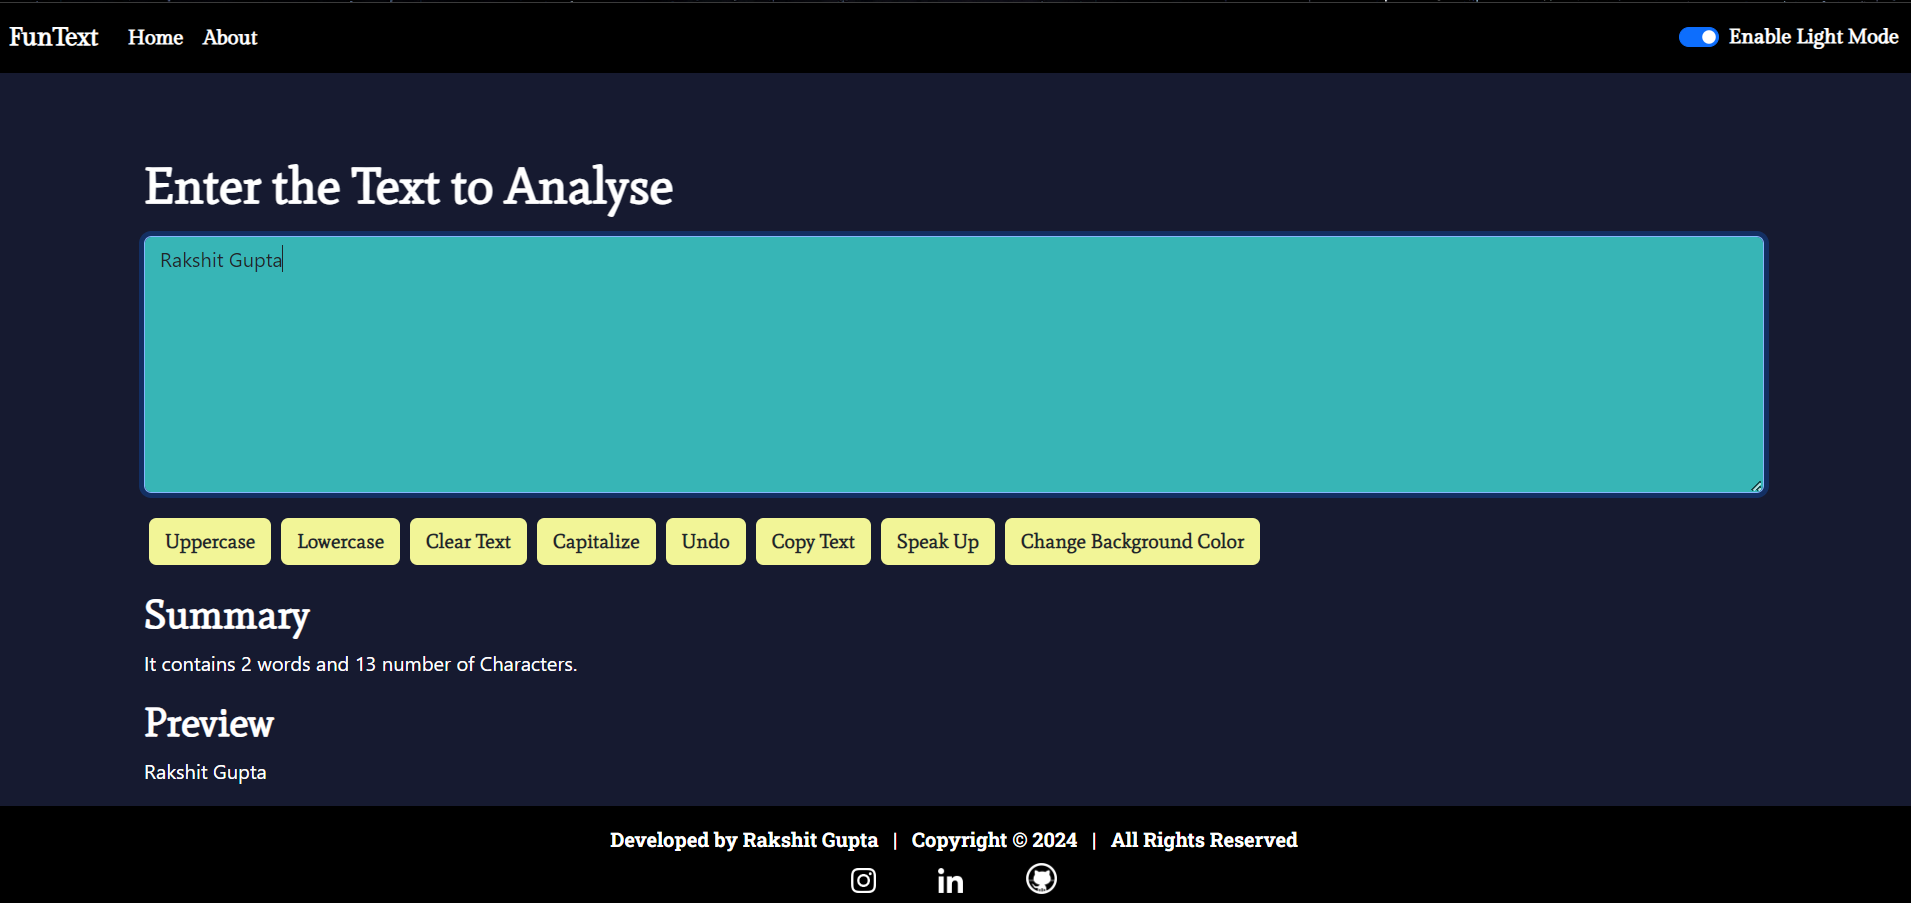 FunText Home About Enable Light Mode
Enter the Text to Analyse
Rakshit Gupta
Uppercase Lowercase Clear Text Capitalize Undo Copy Text Speak Up Change Background Color
Summary
It contains 2 words and 13 number of Characters.
Preview
Rakshit Gupta
Developed by Rakshit Gupta | Copyright © 2024 | All Rights Reserved
in